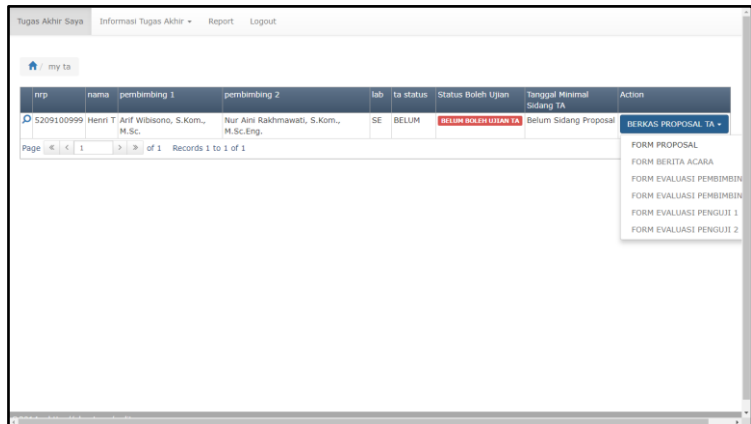 Tugas Akhir Saya Informasi Tugas Akhir Report Logout
/ my ta
nrp nama pembimbing 1 pembimbing 2 lab ta status Status Boleh Ujian Tanggal Minimal Sidang TA Action
5209100999 Henri T Arif Wibisono, S.Kom., M.Sc. Nur Aini Rakhmawati, S.Kom., M.Sc.Eng. SE BELUM BELUM BOLEH UJIAN TA Belum Sidang Proposal BERKAS PROPOSAL TA
Page « < 1 > » of 1 Records 1 to 1 of 1
FORM PROPOSAL
FORM BERITA ACARA
FORM EVALUASI PEMBIMBIN
FORM EVALUASI PEMBIMBIN
FORM EVALUASI PENGUJI 1
FORM EVALUASI PENGUJI 2